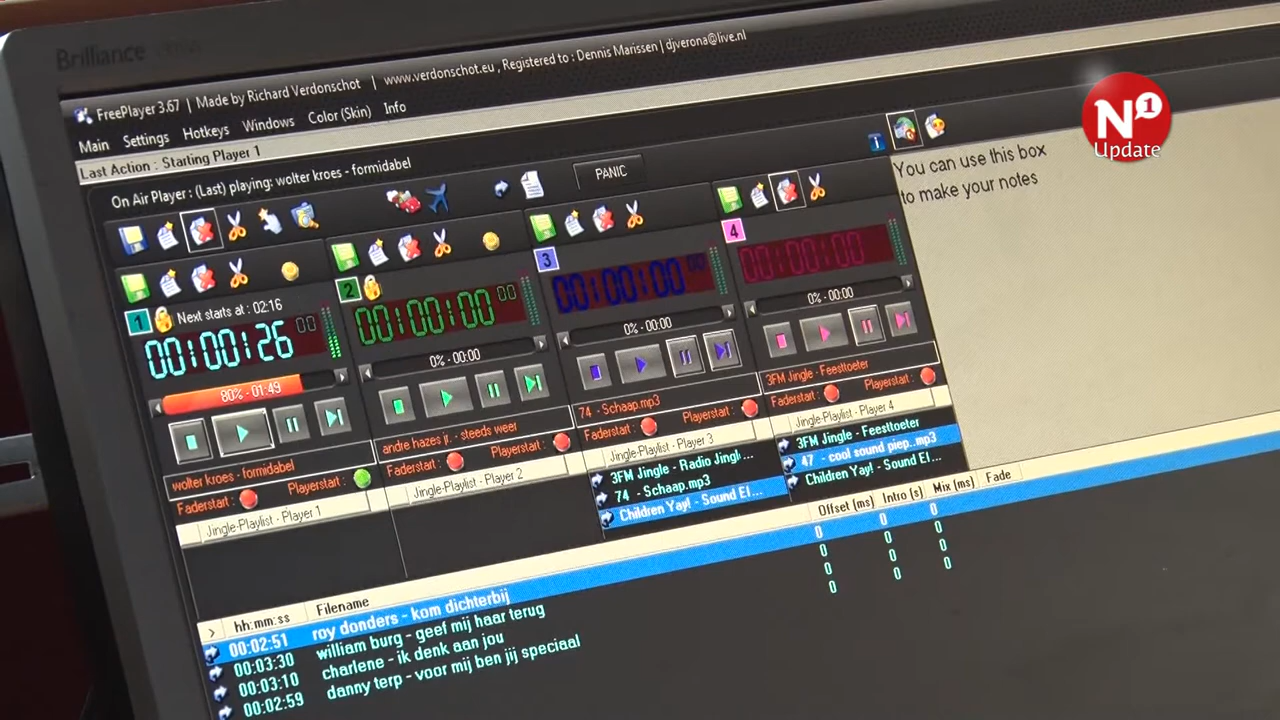 Brilliance
FreePlayer 3.67 | Made by Richard Verdonschot | www.verdonschot.eu , Registered to : Dennis Marissen | djverona@live.nl
Main Settings Hotkeys Windows Color (Skin) Info
Last Action : Starting Player 1
On Air Player : (Last) playing: wolter kroes - formidabel
PANIC
N1
Update
You can use this box
to make your notes
1
Next starts at : 02:16
00:00:26 00
80% - 01:49
wolter kroes - formidabel
Faderstart : Playerstart :
Jingle-Playlist - Player 1
2
00:00:00 00
0% - 00:00
andre hazes jr. - steeds weer
Faderstart : Playerstart :
Jingle-Playlist - Player 2
3
00:00:00 00
0% - 00:00
74 - Schaap.mp3
Faderstart : Playerstart :
Jingle-Playlist - Player 3
3FM Jingle - Radio Jingl...
74 - Schaap.mp3
Children Yay! - Sound Ef...
4
00:00:00
0% - 00:00
3FM Jingle - Feesttoeter
Faderstart : Playerstart :
Jingle-Playlist - Player 4
3FM Jingle - Feesttoeter
47 - cool sound piep..mp3
Children Yay! - Sound Ef...
> hh:mm:ss Filename Offset (ms) Intro (s) Mix (ms) Fade
00:02:51 roy donders - kom dichterbij 0 0 0
00:03:30 william burg - geef mij haar terug 0 0 0
00:03:10 charlene - ik denk aan jou 0 0 0
00:02:59 danny terp - voor mij ben jij speciaal 0 0 0